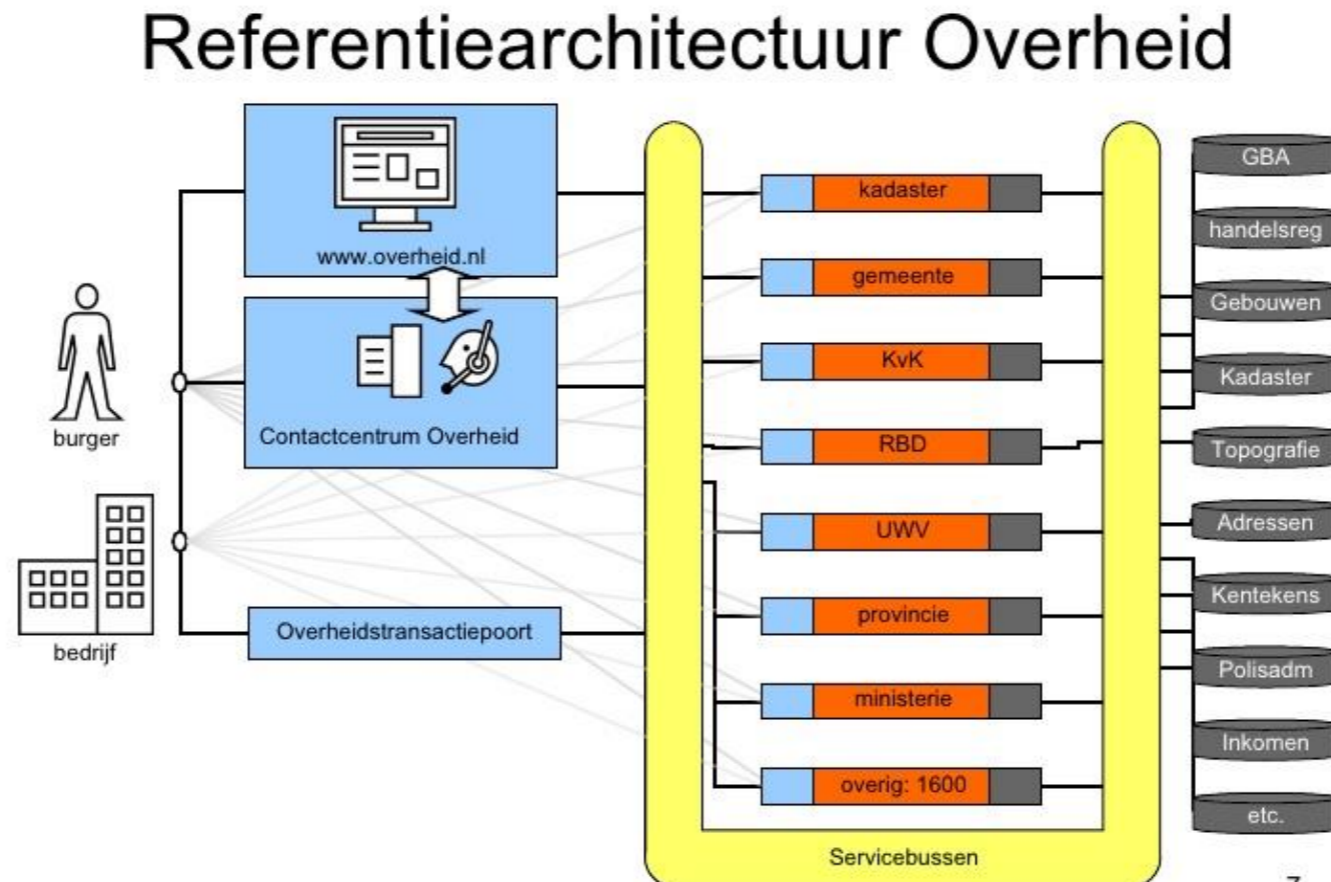 Referentiearchitectuur Overheid
www.overheid.nl
Contactcentrum Overheid
Overheidstransactiepoort
burger
bedrijf
kadaster
gemeente
KvK
RBD
UWV
provincie
ministerie
overig: 1600
Servicebussen
GBA
handelsreg
Gebouwen
Kadaster
Topografie
Adressen
Kentekens
Polisadm
Inkomen
etc.